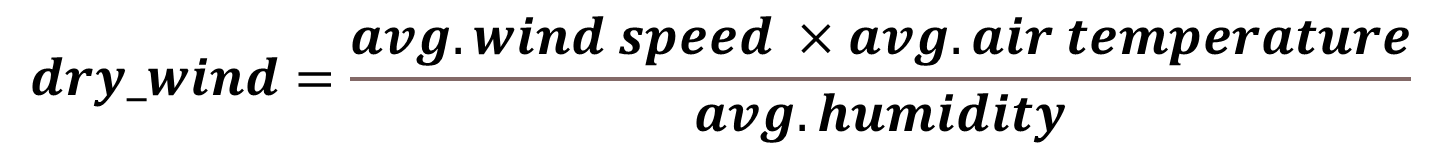 avg.wind speed × avg.air temperature
dry_wind =
avg.humidity